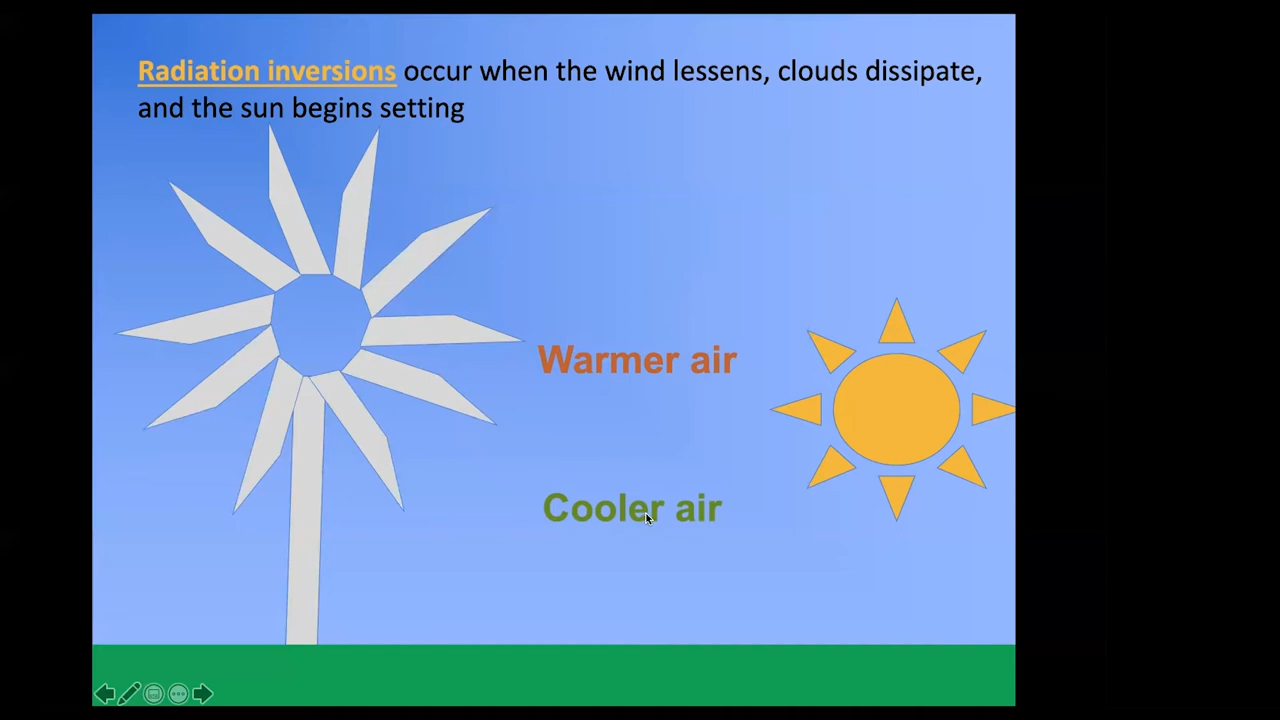 Radiation inversions occur when the wind lessens, clouds dissipate,
and the sun begins setting
Warmer air
Cooler air